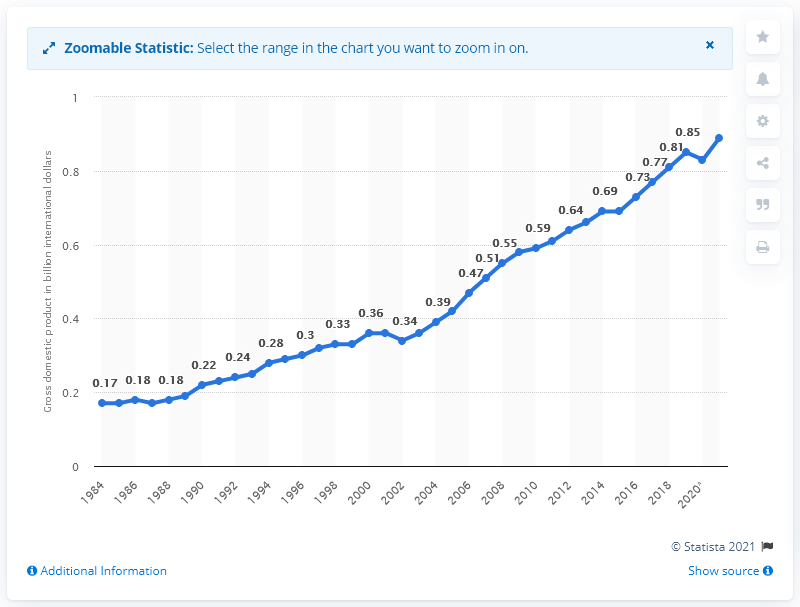 Zoomable Statistic: Select the range in the chart you want to zoom in on. ×
Gross domestic product in billion international dollars
1
0.8
0.6
0.4
0.2
0
0.17 0.18 0.18 0.22 0.24 0.28 0.3 0.33 0.36 0.34 0.39 0.47 0.51 0.55 0.59 0.64 0.69 0.73 0.77 0.81 0.85
1984 1986 1988 1990 1992 1994 1996 1998 2000 2002 2004 2006 2008 2010 2012 2014 2016 2018 2020*
© Statista 2021
Additional Information
Show source